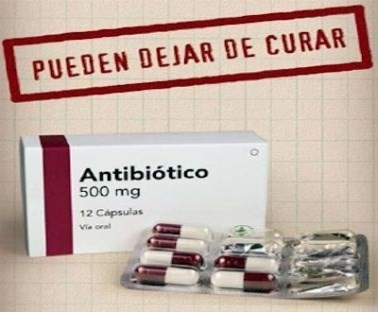 PUEDEN DEJAR DE CURAR
Antibiótico
500 mg
12 Cápsulas
Vía oral